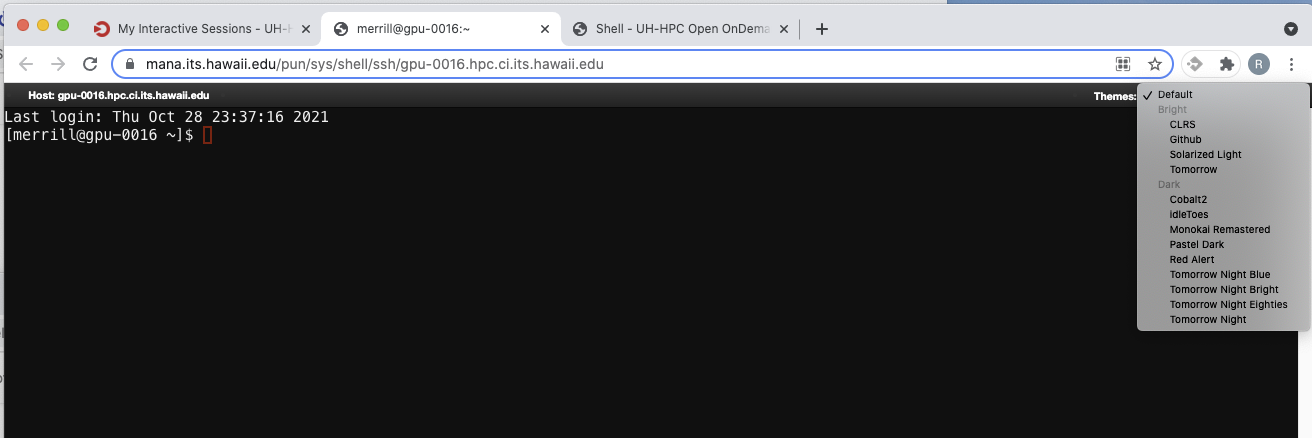 My Interactive Sessions - UH-H
merrill@gpu-0016:~
Shell - UH-HPC Open OnDema
mana.its.hawaii.edu/pun/sys/shell/ssh/gpu-0016.hpc.ci.its.hawaii.edu
R
Host: gpu-0016.hpc.ci.its.hawaii.edu
Themes:
✓ Default
Bright
CLRS
Github
Solarized Light
Tomorrow
Dark
Cobalt2
idleToes
Monokai Remastered
Pastel Dark
Red Alert
Tomorrow Night Blue
Tomorrow Night Bright
Tomorrow Night Eighties
Tomorrow Night
Last login: Thu Oct 28 23:37:16 2021
[merrill@gpu-0016 ~]$